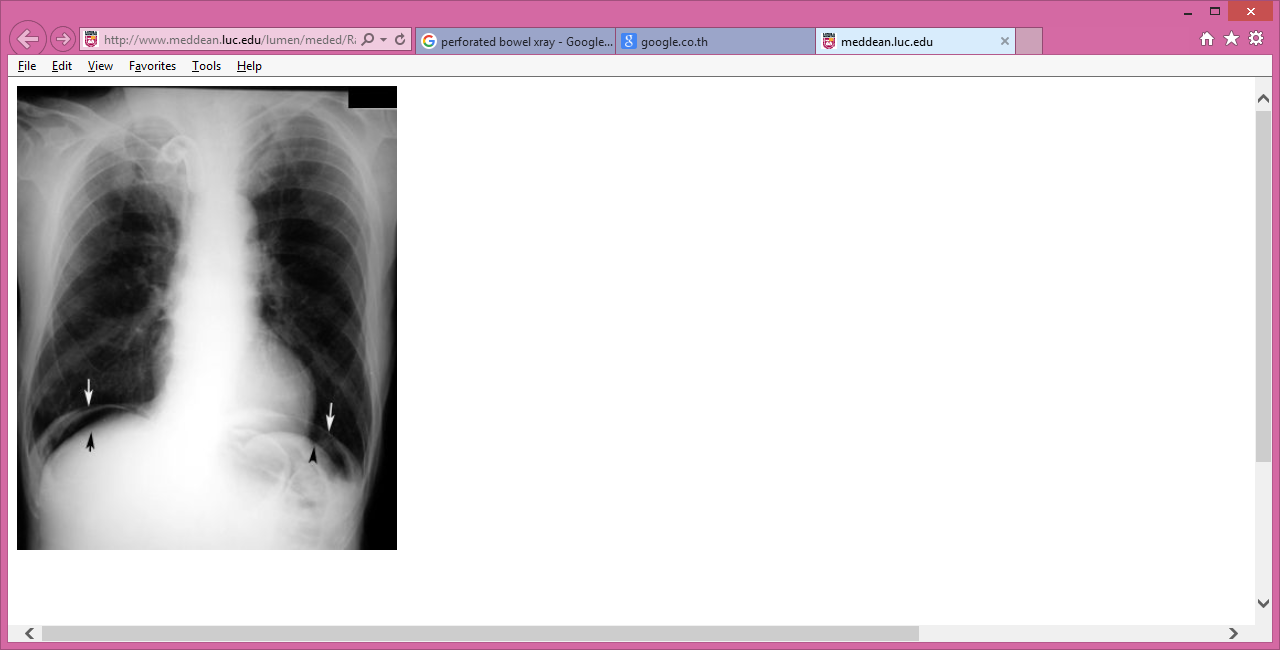 http://www.meddean.luc.edu/lumen/meded/Ra
perforated bowel xray - Google...
google.co.th
meddean.luc.edu
File Edit View Favorites Tools Help